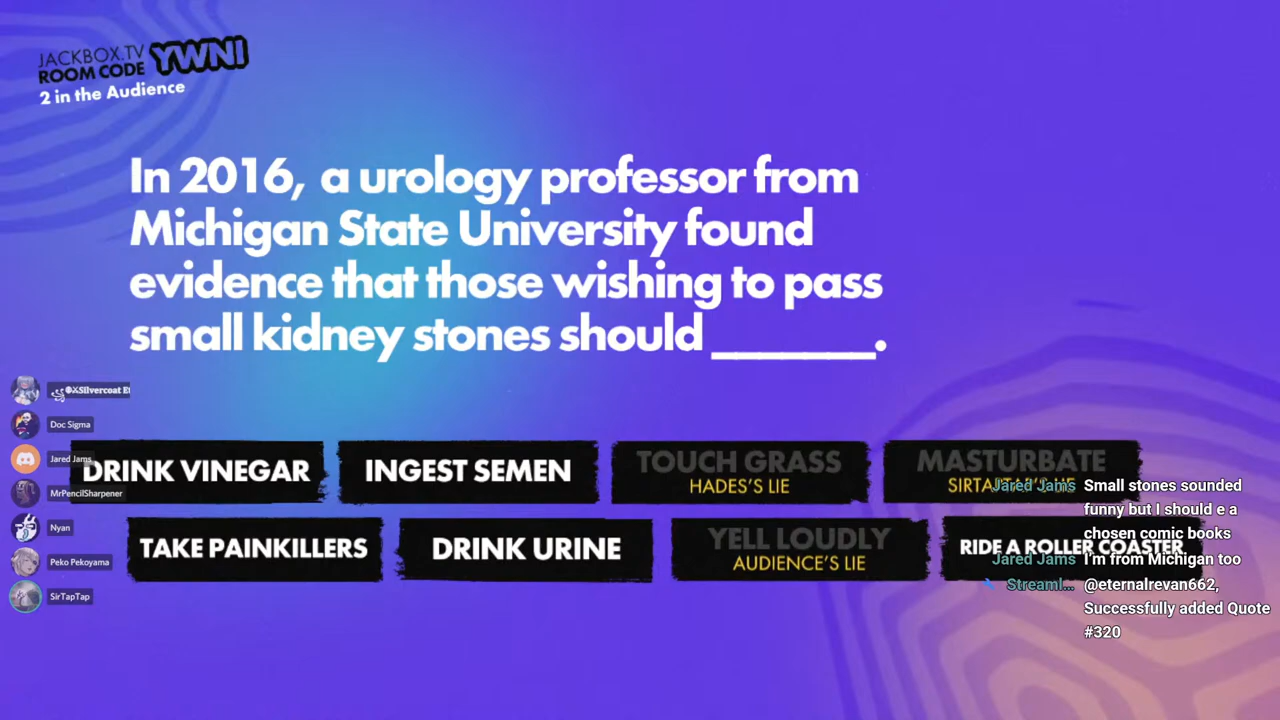 JACKBOX.TV
ROOM CODE YWNI
2 in the Audience
In 2016, a urology professor from
Michigan State University found
evidence that those wishing to pass
small kidney stones should _______.
Silvercoat
Doc Sigma
Jared Jams
MrPencilSharpener
Nyan
Peko Pekoyama
SirTapTap
DRINK VINEGAR
INGEST SEMEN
TOUCH GRASS
HADES'S LIE
MASTURBATE
SIRTAPTAP'S LIE
TAKE PAINKILLERS
DRINK URINE
YELL LOUDLY
AUDIENCE'S LIE
RIDE A ROLLER COASTER
Jared Jams Small stones sounded
funny but I should e a
chosen comic books
Jared Jams I'm from Michigan too
Streaml... @eternalrevan662,
Successfully added Quote
#320